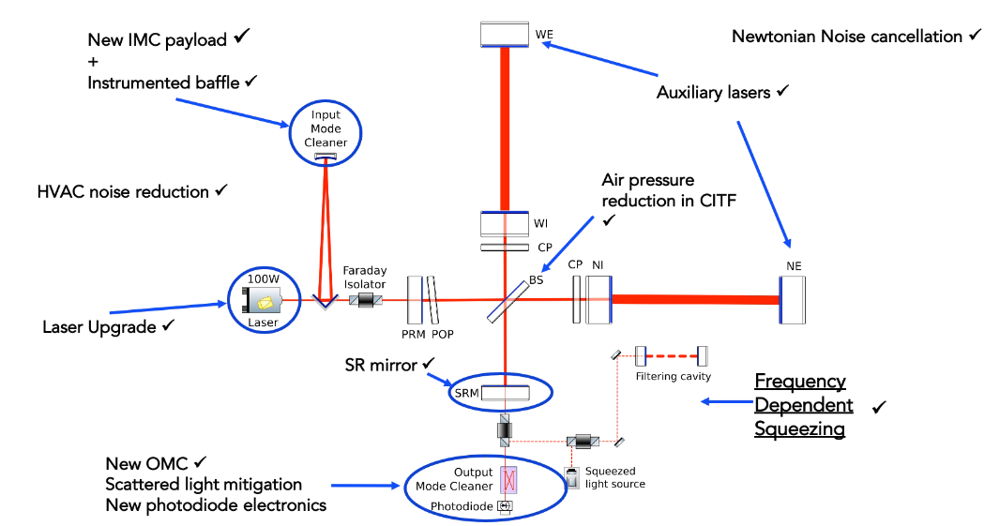 New IMC payload ✓
+
Instrumented baffle ✓
WE
Newtonian Noise cancellation ✓
Auxiliary lasers ✓
Input
Mode
Cleaner
HVAC noise reduction ✓
Air pressure
reduction in CITF
✓
WI
CP
Faraday
Isolator
BS
CP
NI
NE
100W
Laser
Laser Upgrade ✓
PRM
POP
SR mirror ✓
SRM
Filtering cavity
Frequency
Dependent ✓
Squeezing
New OMC ✓
Scattered light mitigation
New photodiode electronics
Output
Mode Cleaner
Photodiode
Squeezed
light source